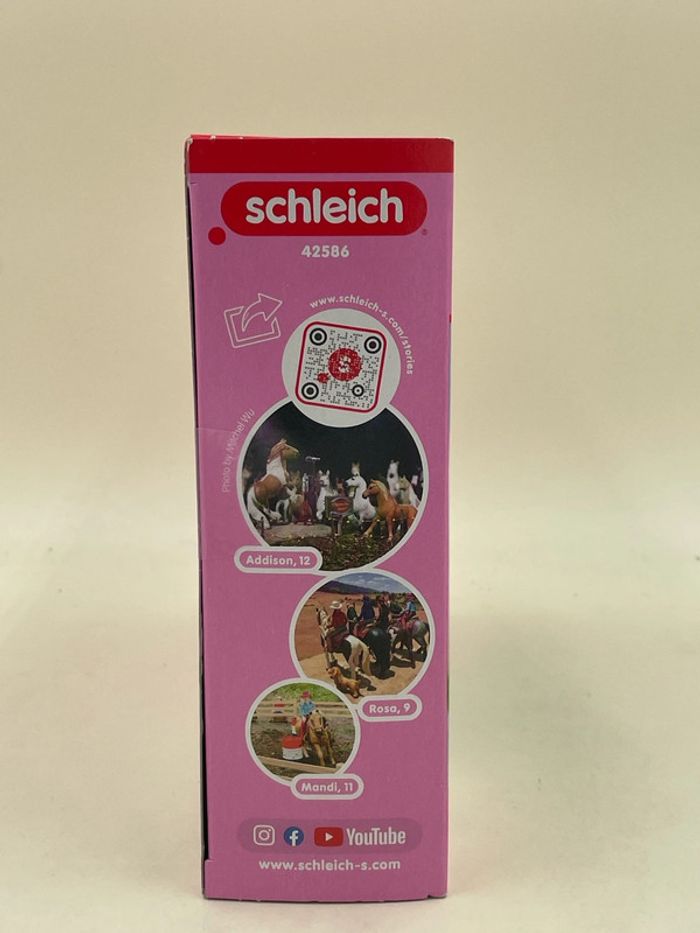 schleich
®
42586
www.schleich-s.com/stories
Photo by Mitchel Wu
Addison, 12
Rosa, 9
Mandi, 11
YouTube
www.schleich-s.com